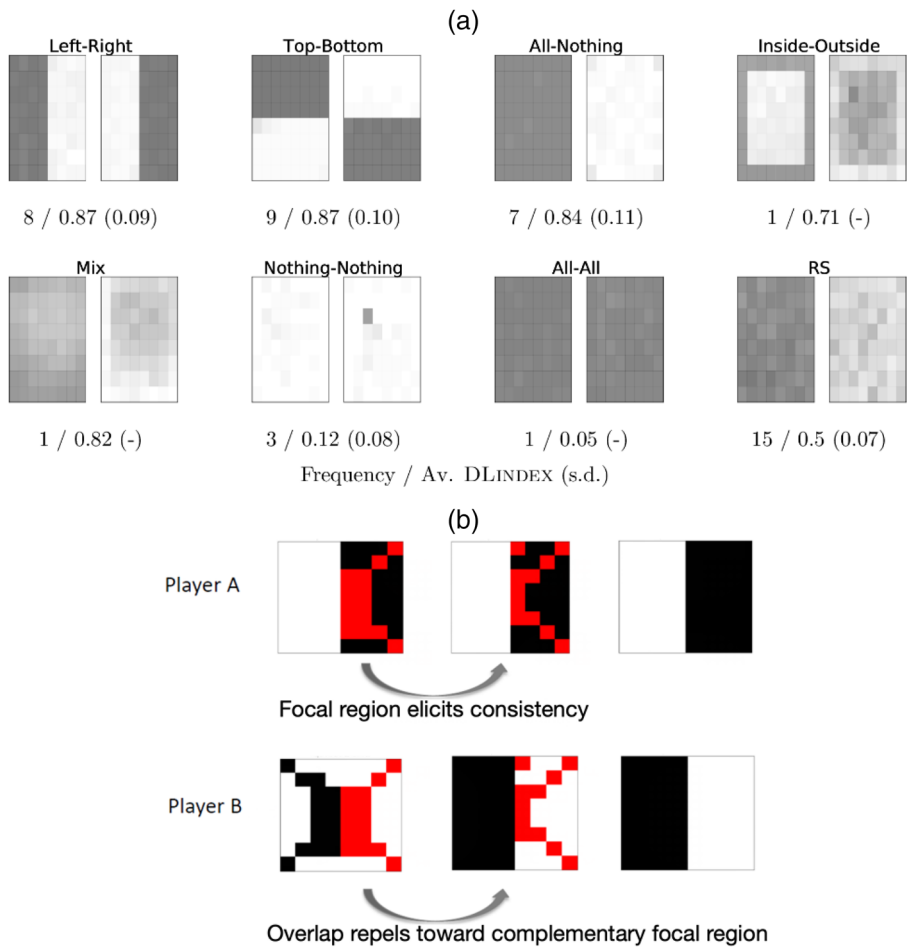 (a)
Left-Right Top-Bottom All-Nothing Inside-Outside
8 / 0.87 (0.09) 9 / 0.87 (0.10) 7 / 0.84 (0.11) 1 / 0.71 (-)
Mix Nothing-Nothing All-All RS
1 / 0.82 (-) 3 / 0.12 (0.08) 1 / 0.05 (-) 15 / 0.5 (0.07)
Frequency / Av. DLINDEX (s.d.)
(b)
Player A
Focal region elicits consistency
Player B
Overlap repels toward complementary focal region